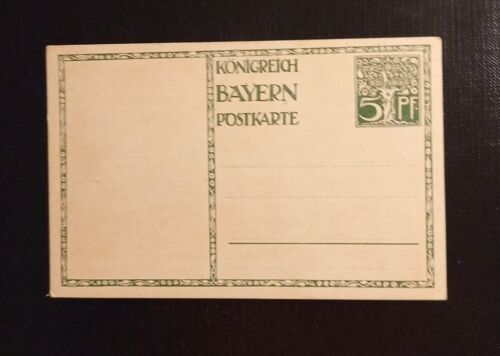 KÖNIGREICH
BAYERN
POSTKARTE
5 PF